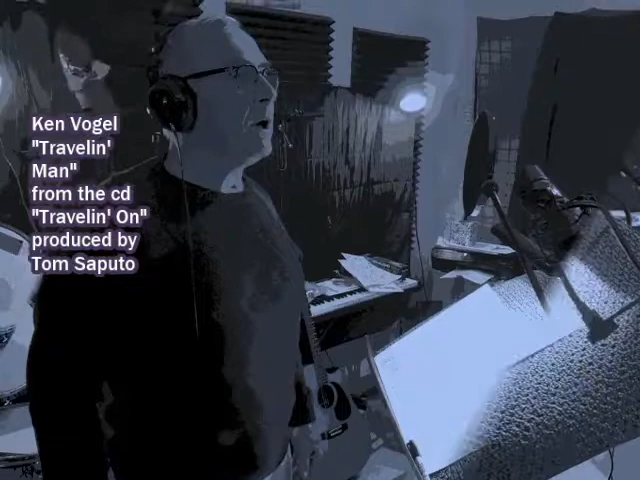 Ken Vogel
"Travelin'
Man"
from the cd
"Travelin' On"
produced by
Tom Saputo